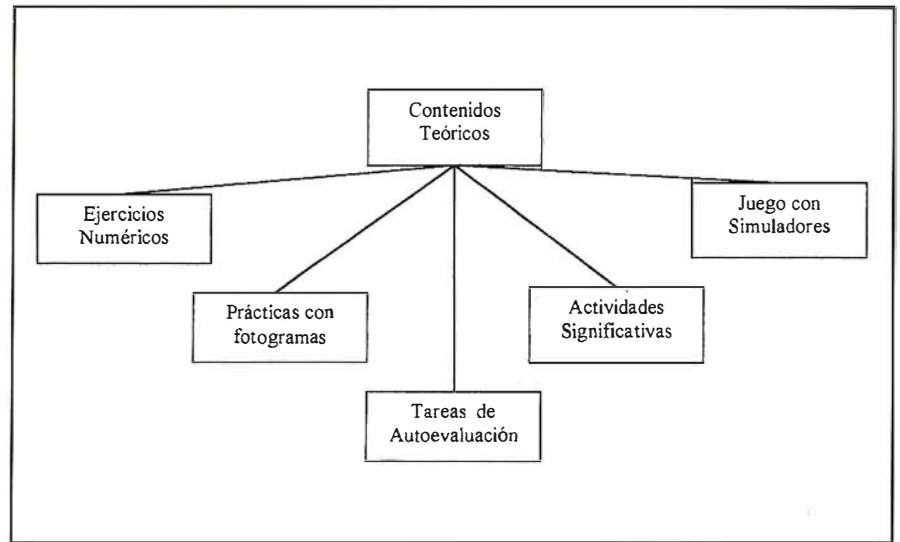 Contenidos
Teóricos
Ejercicios
Numéricos
Juego con
Simuladores
Prácticas con
fotogramas
Actividades
Significativas
Tareas de
Autoevaluación